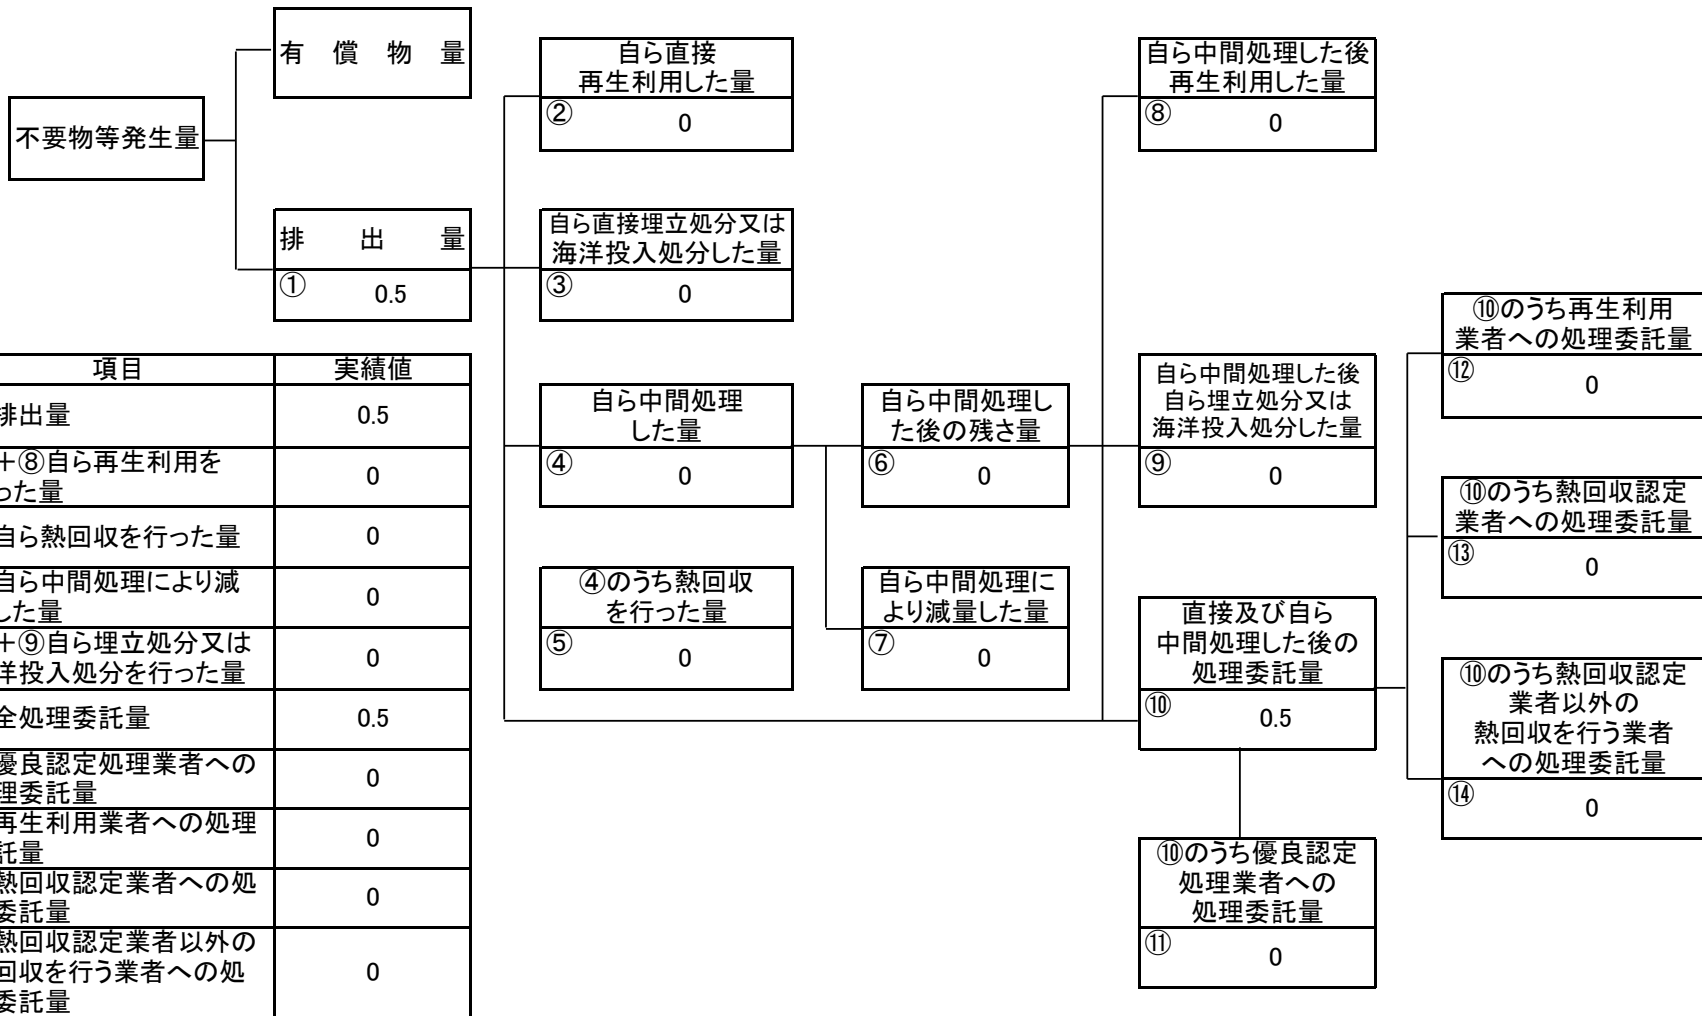 有償物量
不要物等発生量
排出量
①
0.5
自ら直接
再生利用した量
②
0
自ら直接埋立処分又は
海洋投入処分した量
③
0
自ら中間処理
した量
④
0
④のうち熱回収
を行った量
⑤
0
自ら中間処理し
た後の残さ量
⑥
0
自ら中間処理に
より減量した量
⑦
0
自ら中間処理した後
再生利用した量
⑧
0
自ら中間処理した後
自ら埋立処分又は
海洋投入処分した量
⑨
0
直接及び自ら
中間処理した後の
処理委託量
⑩
0.5
⑩のうち優良認定
処理業者への
処理委託量
⑪
0
⑩のうち再生利用
業者への処理委託量
⑫
0
⑩のうち熱回収認定
業者への処理委託量
⑬
0
⑩のうち熱回収認定
業者以外の
熱回収を行う業者
への処理委託量
⑭
0
項目 実績値
排出量 0.5
+⑧自ら再生利用を
った量
0
自ら熱回収を行った量 0
自ら中間処理により減
した量
0
+⑨自ら埋立処分又は
洋投入処分を行った量
0
全処理委託量 0.5
優良認定処理業者への
理委託量
0
再生利用業者への処理
託量
0
熱回収認定業者への処
委託量
0
熱回収認定業者以外の
回収を行う業者への処
委託量
0